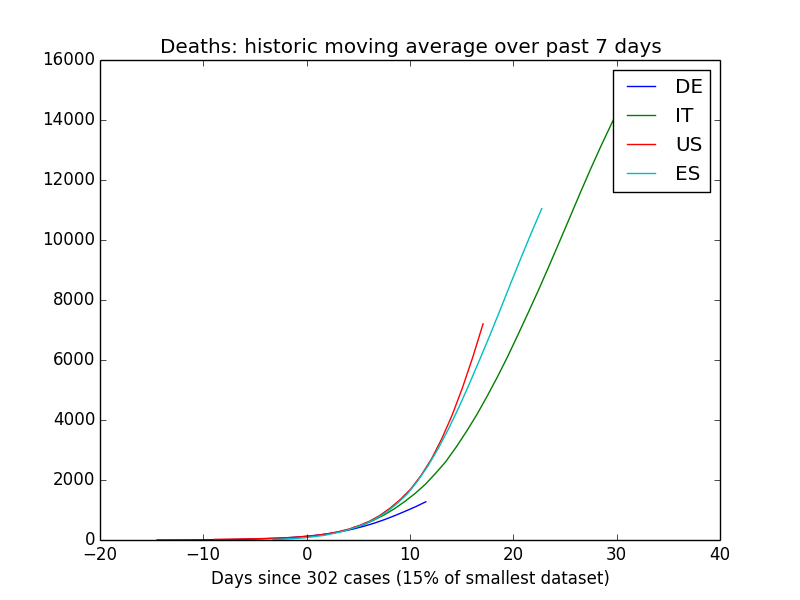 Deaths: historic moving average over past 7 days
16000
14000
12000
10000
8000
6000
4000
2000
0
DE
IT
US
ES
−20 −10 0 10 20 30 40
Days since 302 cases (15% of smallest dataset)